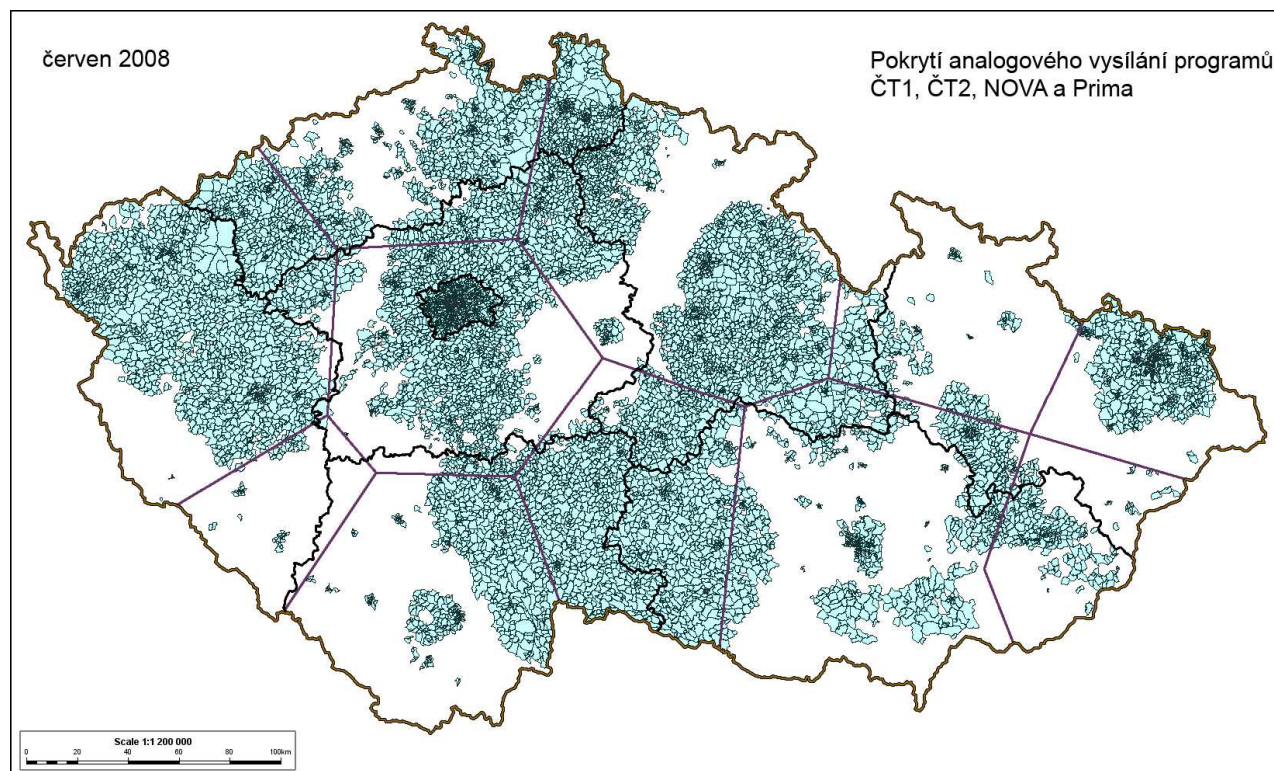 červen 2008
Pokrytí analogového vysílání programů
ČT1, ČT2, NOVA a Prima
Scale 1:1 200 000
0 20 40 60 80 100km